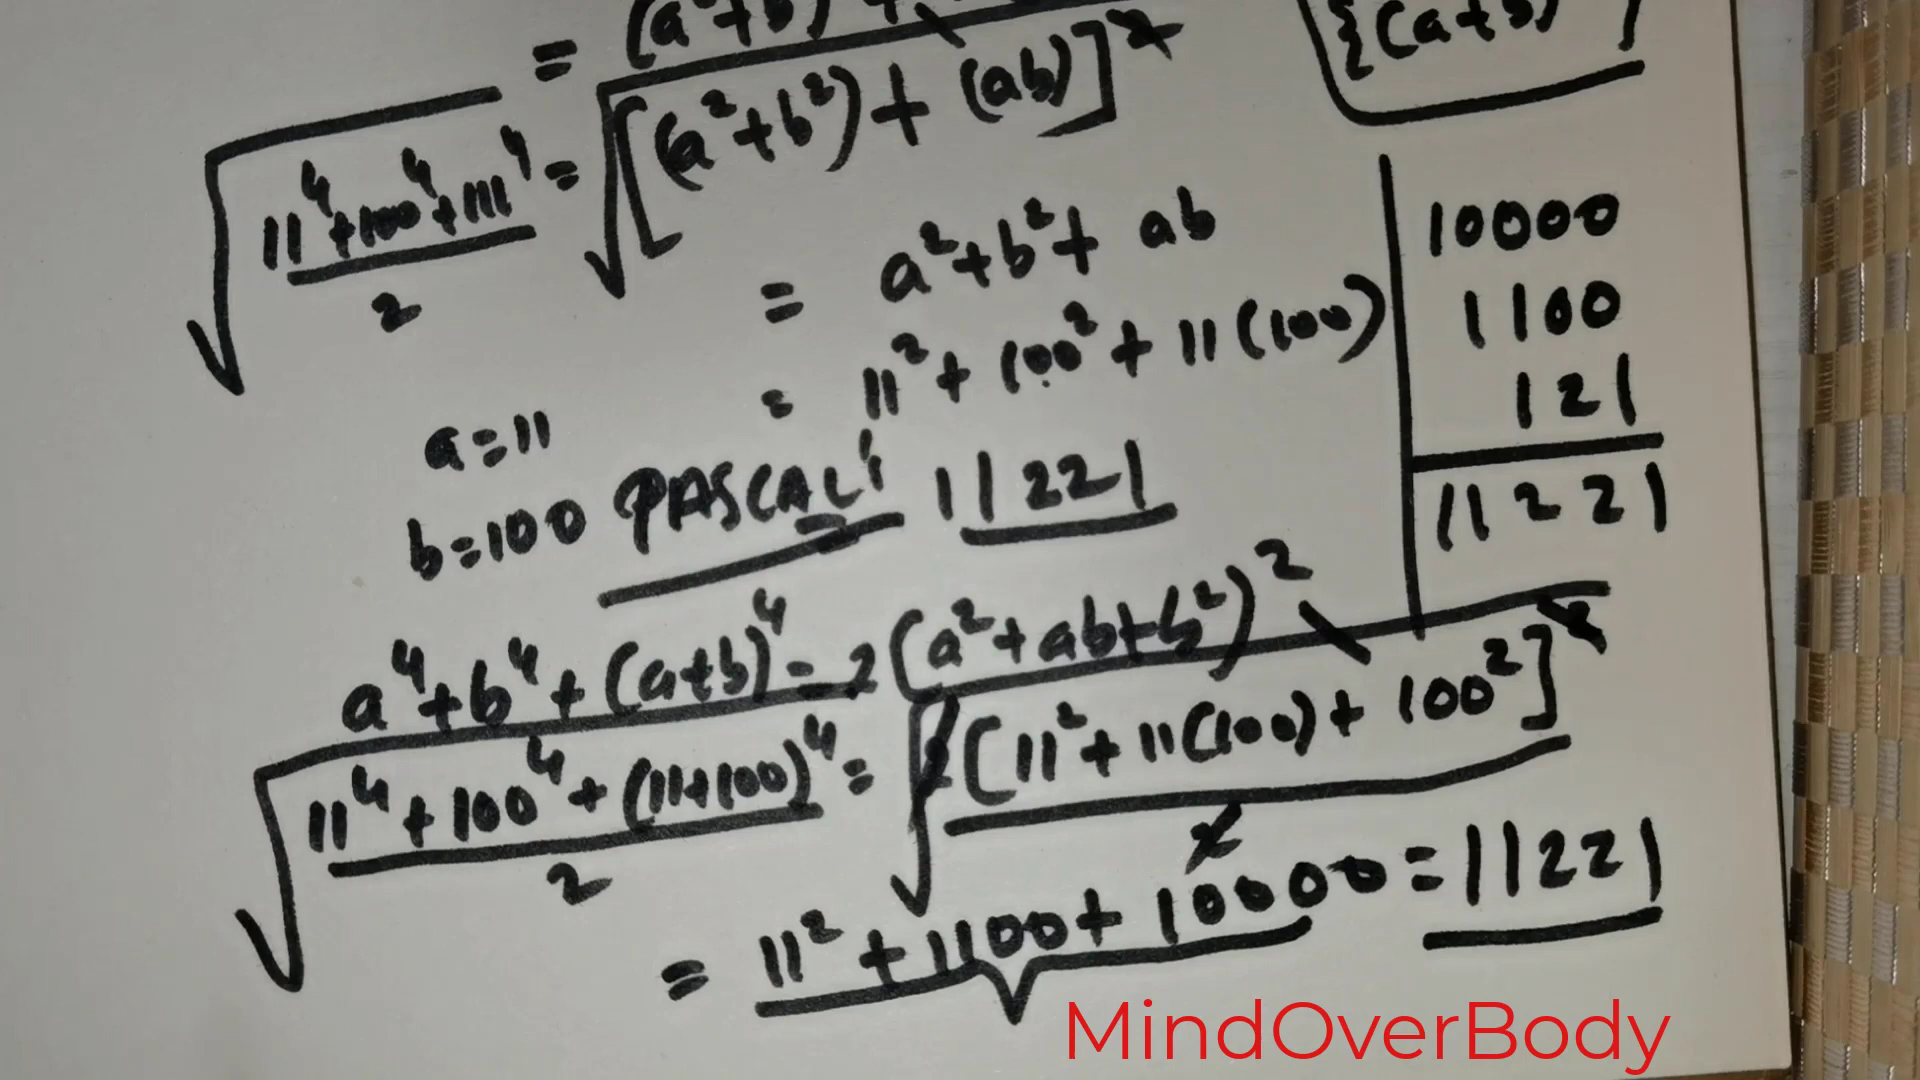 = (a²+b²)
{(a+b)
√(11⁴+100⁴+111⁴ / 2) = √[(a²+b²)+(ab)]²
= a²+b²+ ab
= 11²+100²+11(100)
10000
1100
121
11221
a=11
b=100 PASCAL' 11221
a⁴+b⁴+(a+b)⁴=2(a²+ab+b²)²
√(11⁴+100⁴+(11+100)⁴ / 2) = √(2[11²+11(100)+100²]² / 2)
= 11²+1100+10000=11221
MindOverBody